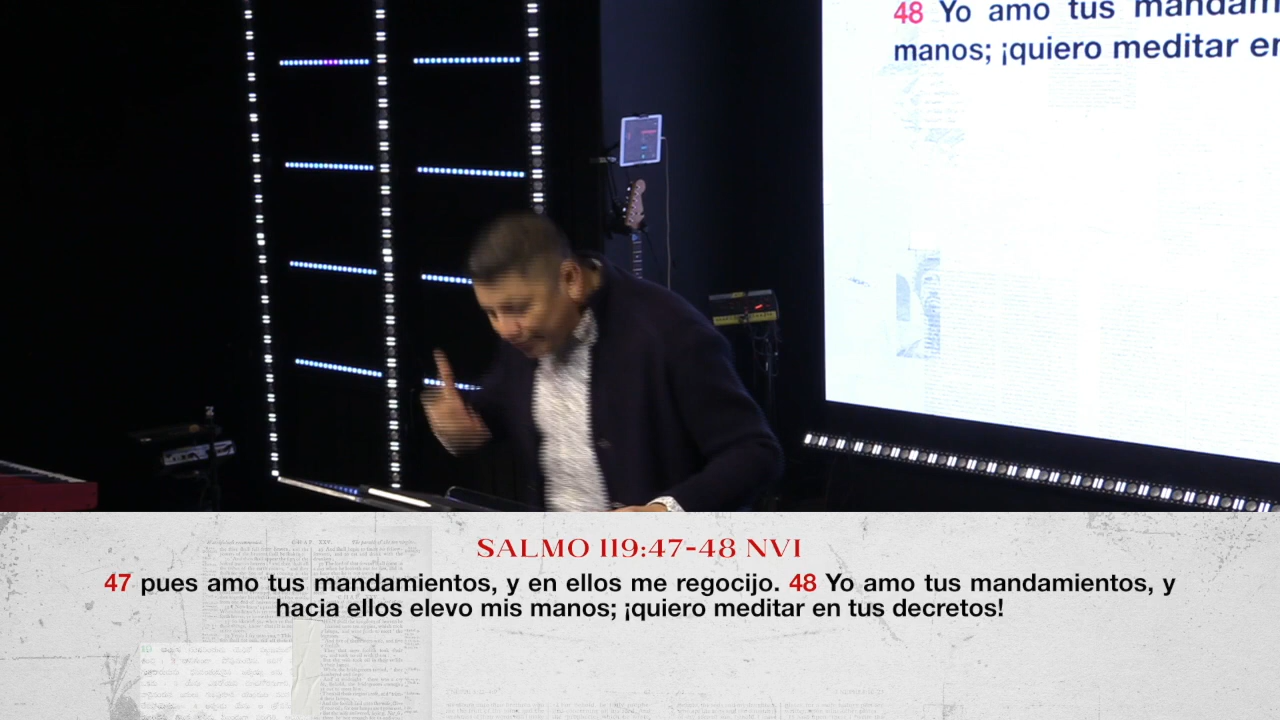 48 Yo amo tus mandam
manos; ¡quiero meditar en
SALMO 119:47-48 NVI
47 pues amo tus mandamientos, y en ellos me regocijo. 48 Yo amo tus mandamientos, y
hacia ellos elevo mis manos; ¡quiero meditar en tus decretos!